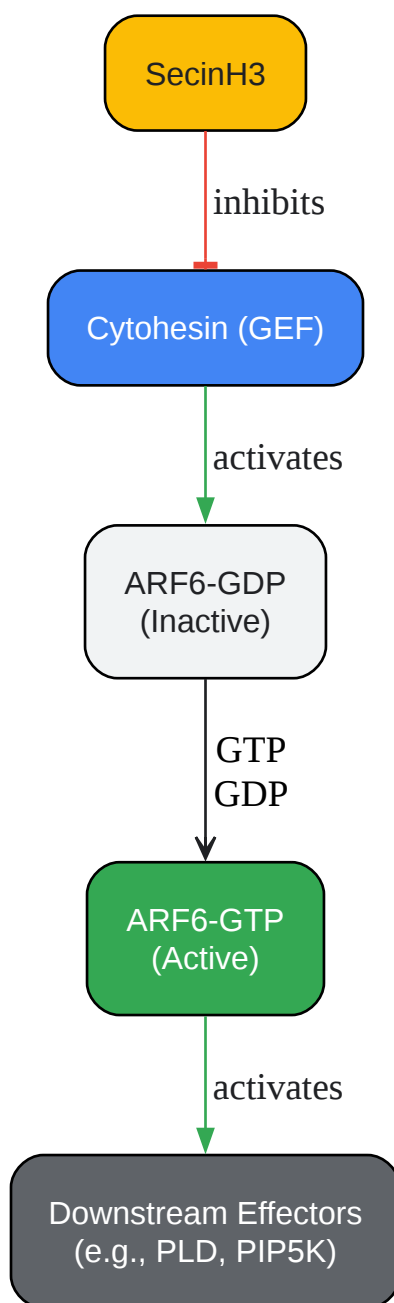 SecinH3
inhibits
Cytohesin (GEF)
activates
ARF6-GDP
(Inactive)
GTP
GDP
ARF6-GTP
(Active)
activates
Downstream Effectors
(e.g., PLD, PIP5K)